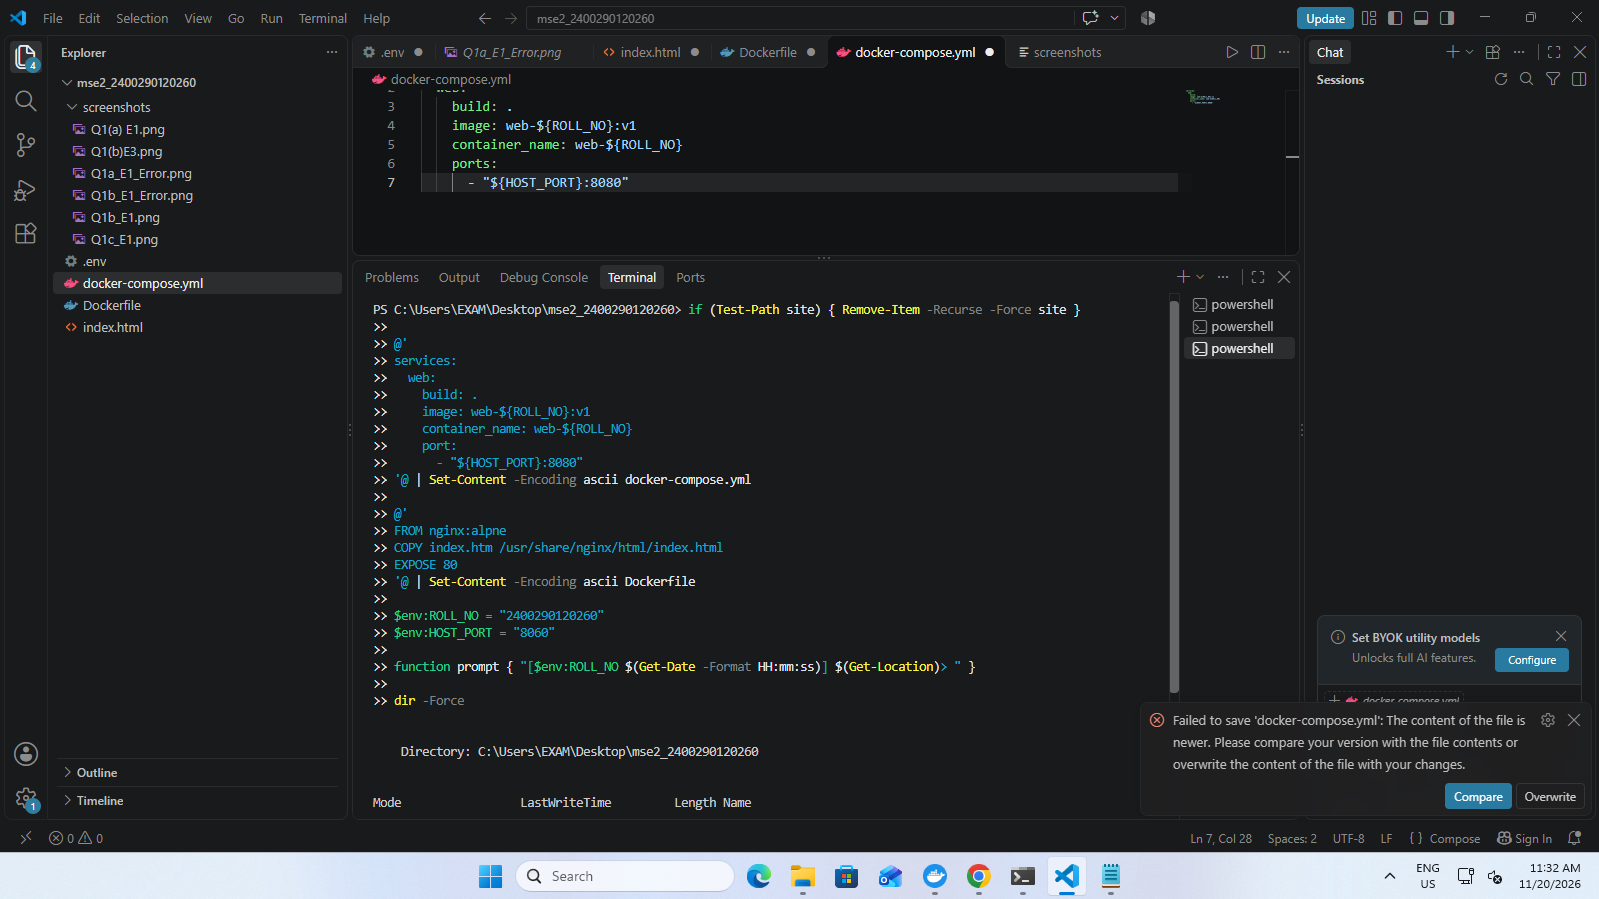 File Edit Selection View Go Run Terminal Help
mse2_2400290120260
Update
Explorer
mse2_2400290120260
screenshots
Q1(a) E1.png
Q1(b)E3.png
Q1a_E1_Error.png
Q1b_E1_Error.png
Q1b_E1.png
Q1c_E1.png
.env
docker-compose.yml
Dockerfile
index.html
Outline
Timeline
4
1
.env
Q1a_E1_Error.png
index.html
Dockerfile
docker-compose.yml
screenshots
docker-compose.yml
2 web:
3 build: .
4 image: web-${ROLL_NO}:v1
5 container_name: web-${ROLL_NO}
6 ports:
7 - "${HOST_PORT}:8080"
Problems Output Debug Console Terminal Ports
PS C:\Users\EXAM\Desktop\mse2_2400290120260> if (Test-Path site) { Remove-Item -Recurse -Force site }
>>
>> @'
>> services:
>> web:
>> build: .
>> image: web-${ROLL_NO}:v1
>> container_name: web-${ROLL_NO}
>> port:
>> - "${HOST_PORT}:8080"
>> '@ | Set-Content -Encoding ascii docker-compose.yml
>>
>> @'
>> FROM nginx:alpne
>> COPY index.htm /usr/share/nginx/html/index.html
>> EXPOSE 80
>> '@ | Set-Content -Encoding ascii Dockerfile
>>
>> $env:ROLL_NO = "2400290120260"
>> $env:HOST_PORT = "8060"
>>
>> function prompt { "[$env:ROLL_NO $(Get-Date -Format HH:mm:ss)] $(Get-Location)> " }
>>
>> dir -Force
Directory: C:\Users\EXAM\Desktop\mse2_2400290120260
Mode LastWriteTime Length Name
powershell
powershell
powershell
Chat
Sessions
Set BYOK utility models
Unlocks full AI features.
Configure
docker-compose.yml
Failed to save 'docker-compose.yml': The content of the file is
newer. Please compare your version with the file contents or
overwrite the content of the file with your changes.
Compare Overwrite
0 0
Ln 7, Col 28 Spaces: 2 UTF-8 LF { } Compose Sign In
Search
ENG
US
11:32 AM
11/20/2026